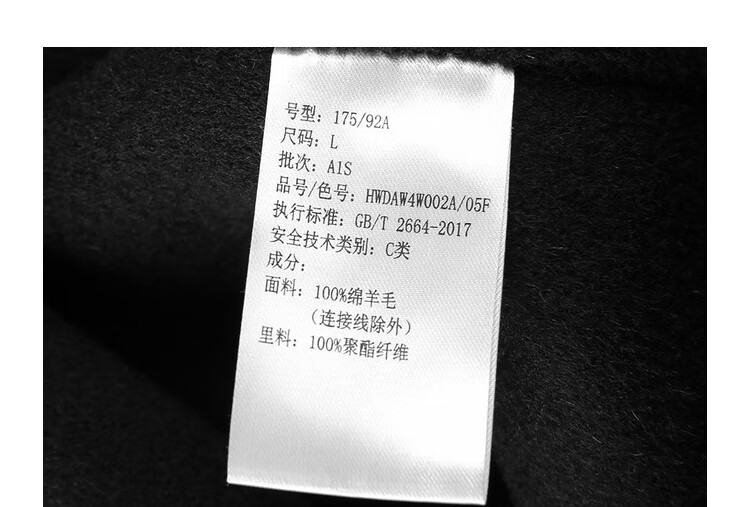 号型：175/92A
尺码：L
批次：A1S
品号/色号：HWDAW4W002A/05F
执行标准：GB/T 2664-2017
安全技术类别：C类
成分：
面料：100%绵羊毛
（连接线除外）
里料：100%聚酯纤维